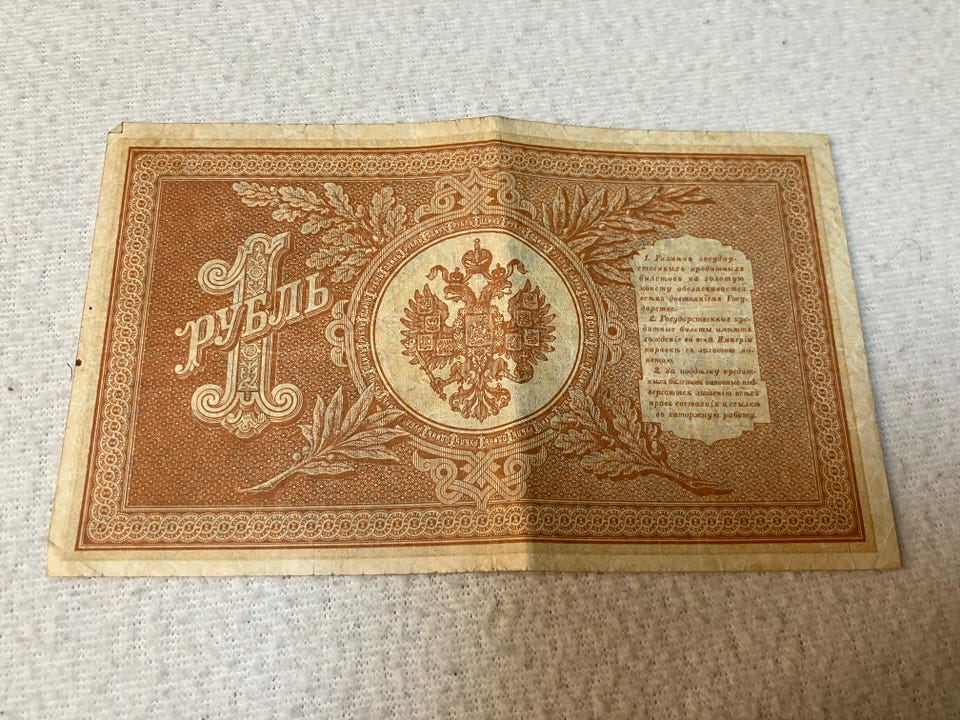 1
РУБЛЬ
1. Размѣнъ государ-
ственныхъ кредитныхъ
билетовъ на золотую
монету обезпечивается
всѣмъ достояніемъ Госу-
дарства.
2. Государственные кре-
дитные билеты имѣютъ
хожденіе во всей Имперіи
наравнѣ съ золотою мо-
нетою.
3. За поддѣлку кредит-
ныхъ билетовъ виновные под-
вергаются лишенію всѣхъ
правъ состоянія и ссылкѣ
въ каторжную работу.